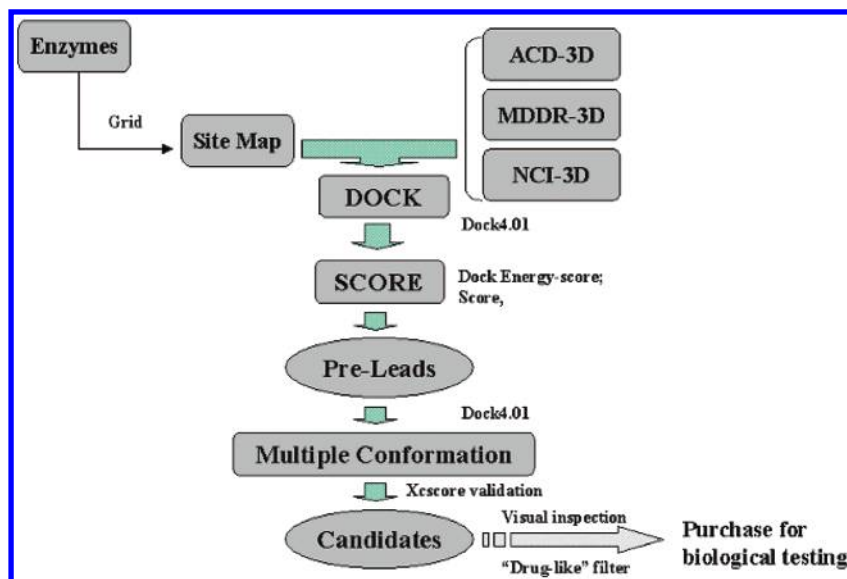 Enzymes
ACD-3D
Grid
MDDR-3D
Site Map
NCI-3D
DOCK
Dock4.01
SCORE
Dock Energy-score;
Score,
Pre-Leads
Dock4.01
Multiple Conformation
Xcscore validation
Candidates
Visual inspection
"Drug-like" filter
Purchase for
biological testing